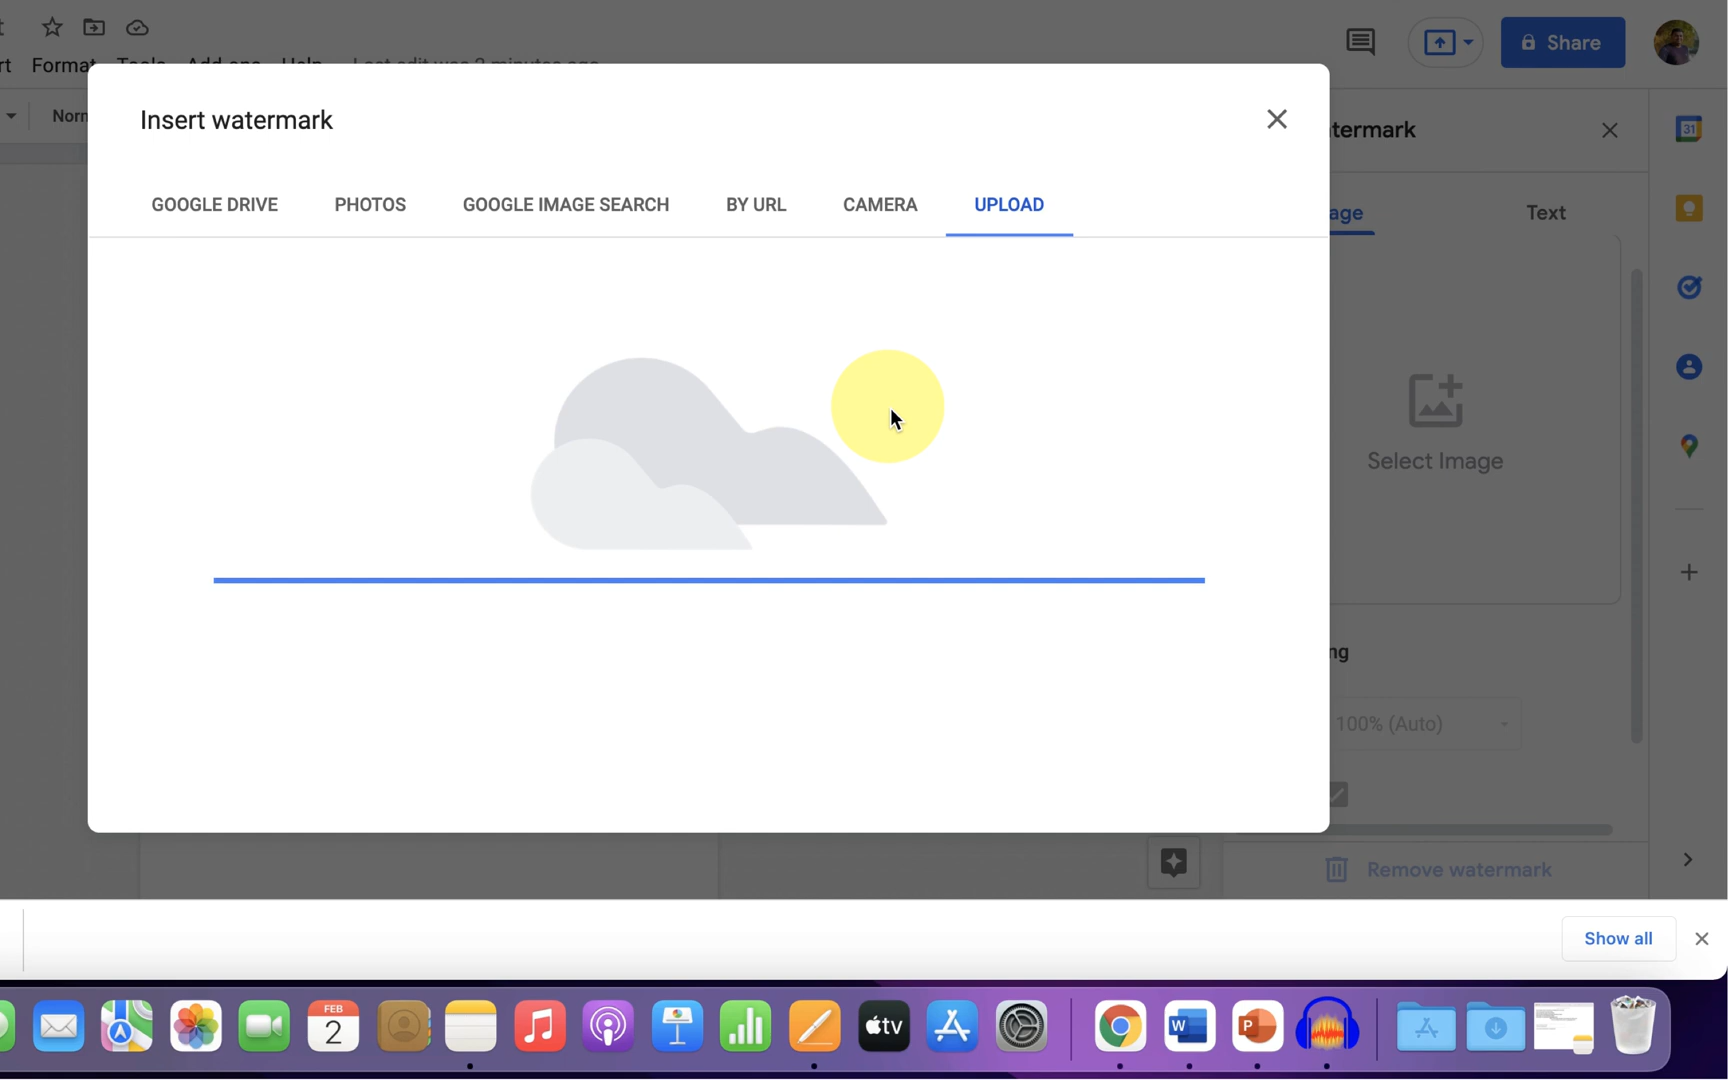 Share
Format
Insert watermark
GOOGLE DRIVE PHOTOS GOOGLE IMAGE SEARCH BY URL CAMERA UPLOAD
termark
31
age Text
Select Image
ng
100% (Auto)
Remove watermark
Show all
FEB
2
tv
W
P